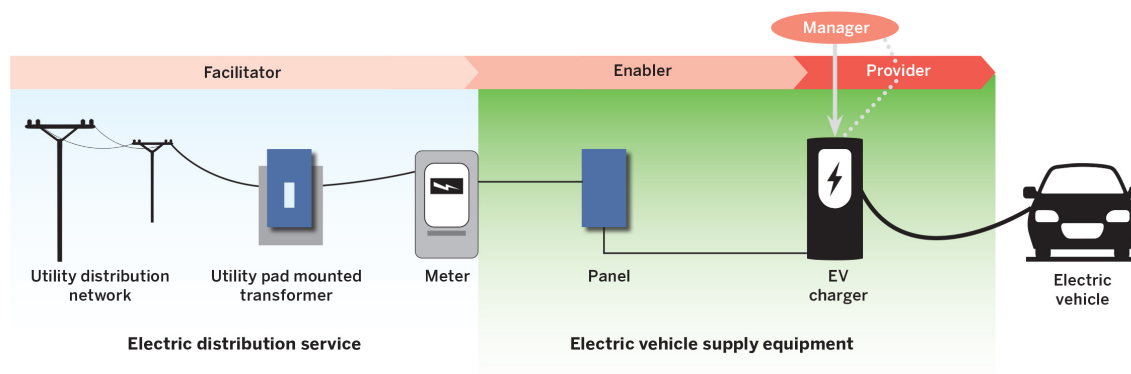 Manager
Facilitator
Enabler
Provider
Utility distribution
network
Utility pad mounted
transformer
Meter
Panel
EV
charger
Electric
vehicle
Electric distribution service
Electric vehicle supply equipment